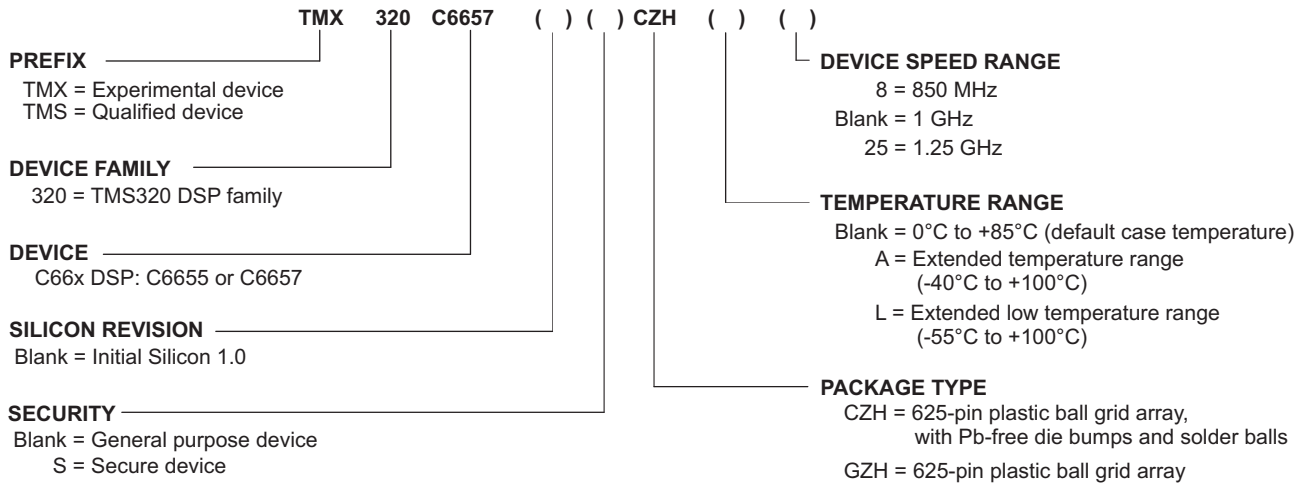 TMX 320 C6657 ( ) ( ) CZH ( ) ( )
PREFIX
TMX = Experimental device
TMS = Qualified device
DEVICE FAMILY
320 = TMS320 DSP family
DEVICE
C66x DSP: C6655 or C6657
SILICON REVISION
Blank = Initial Silicon 1.0
SECURITY
Blank = General purpose device
S = Secure device
DEVICE SPEED RANGE
8 = 850 MHz
Blank = 1 GHz
25 = 1.25 GHz
TEMPERATURE RANGE
Blank = 0°C to +85°C (default case temperature)
A = Extended temperature range
(-40°C to +100°C)
L = Extended low temperature range
(-55°C to +100°C)
PACKAGE TYPE
CZH = 625-pin plastic ball grid array,
with Pb-free die bumps and solder balls
GZH = 625-pin plastic ball grid array